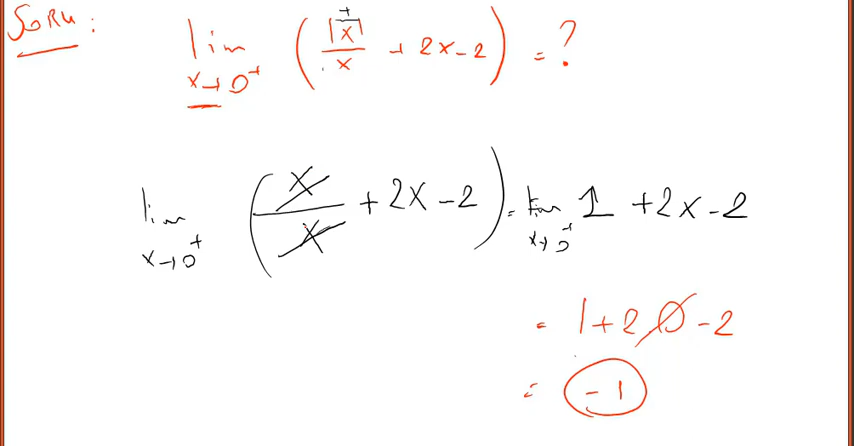 SORU :
lim x→0⁺ ( |x|/x + 2x - 2 ) = ?
+
lim x→0⁺ ( x/x + 2x - 2 ) = lim x→0⁺ 1 + 2x - 2
= 1 + 2 0 - 2
= -1